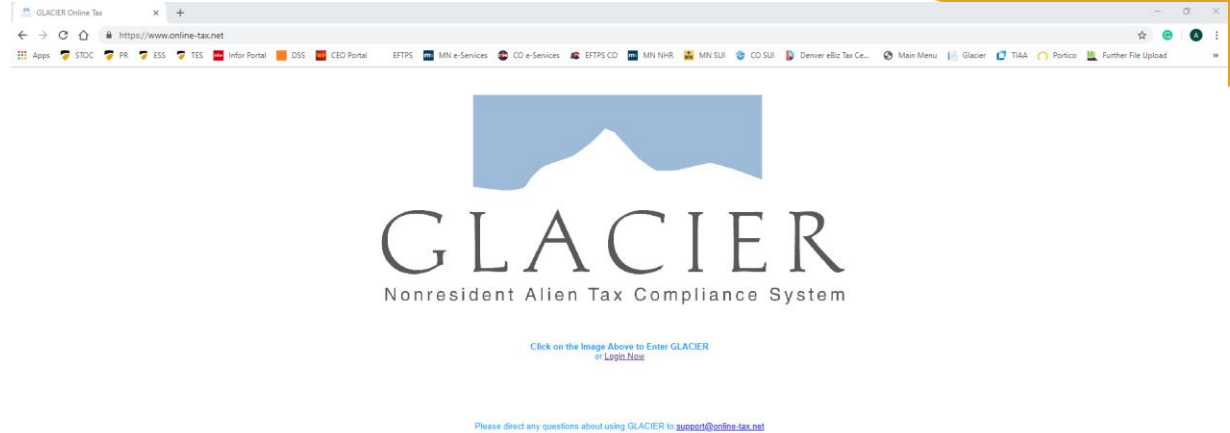 GLACIER Online Tax
https://www.online-tax.net
Apps STOC PR ESS TES Infor Portal DSS CEO Portal EFTPS MN e-Services CO e-Services EFTPS CO MN NHR MN SUI CO SUI Denver eBiz Tax Ce... Main Menu Glacier TIAA Portico Further File Upload »
GLACIER
Nonresident Alien Tax Compliance System
Click on the Image Above to Enter GLACIER
or Login Now
Please direct any questions about using GLACIER to support@online-tax.net